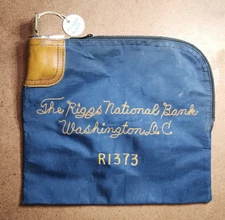 The Riggs National Bank
Washington, D.C.
R1373